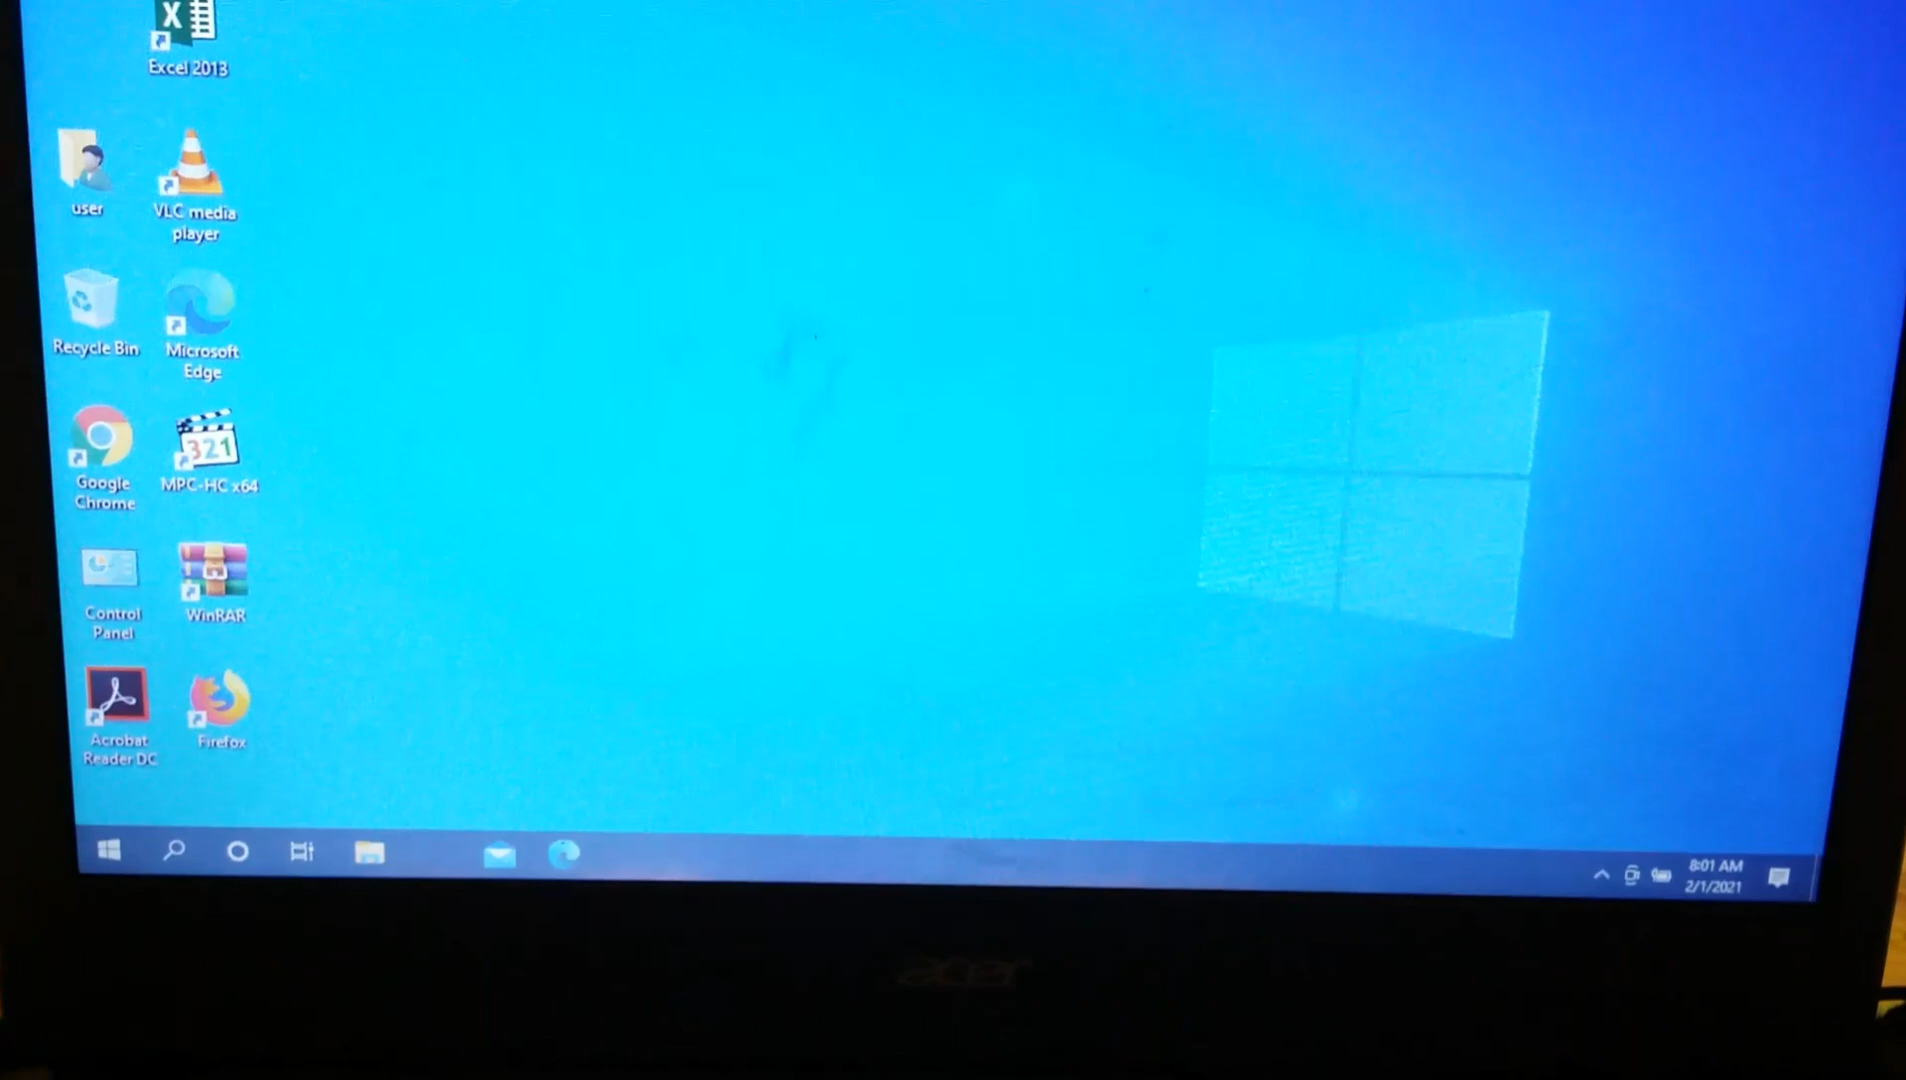 Excel 2013
user
VLC media
player
Recycle Bin
Microsoft
Edge
Google
Chrome
321
MPC-HC x64
Control
Panel
WinRAR
Acrobat
Reader DC
Firefox
8:01 AM
2/1/2021
acer